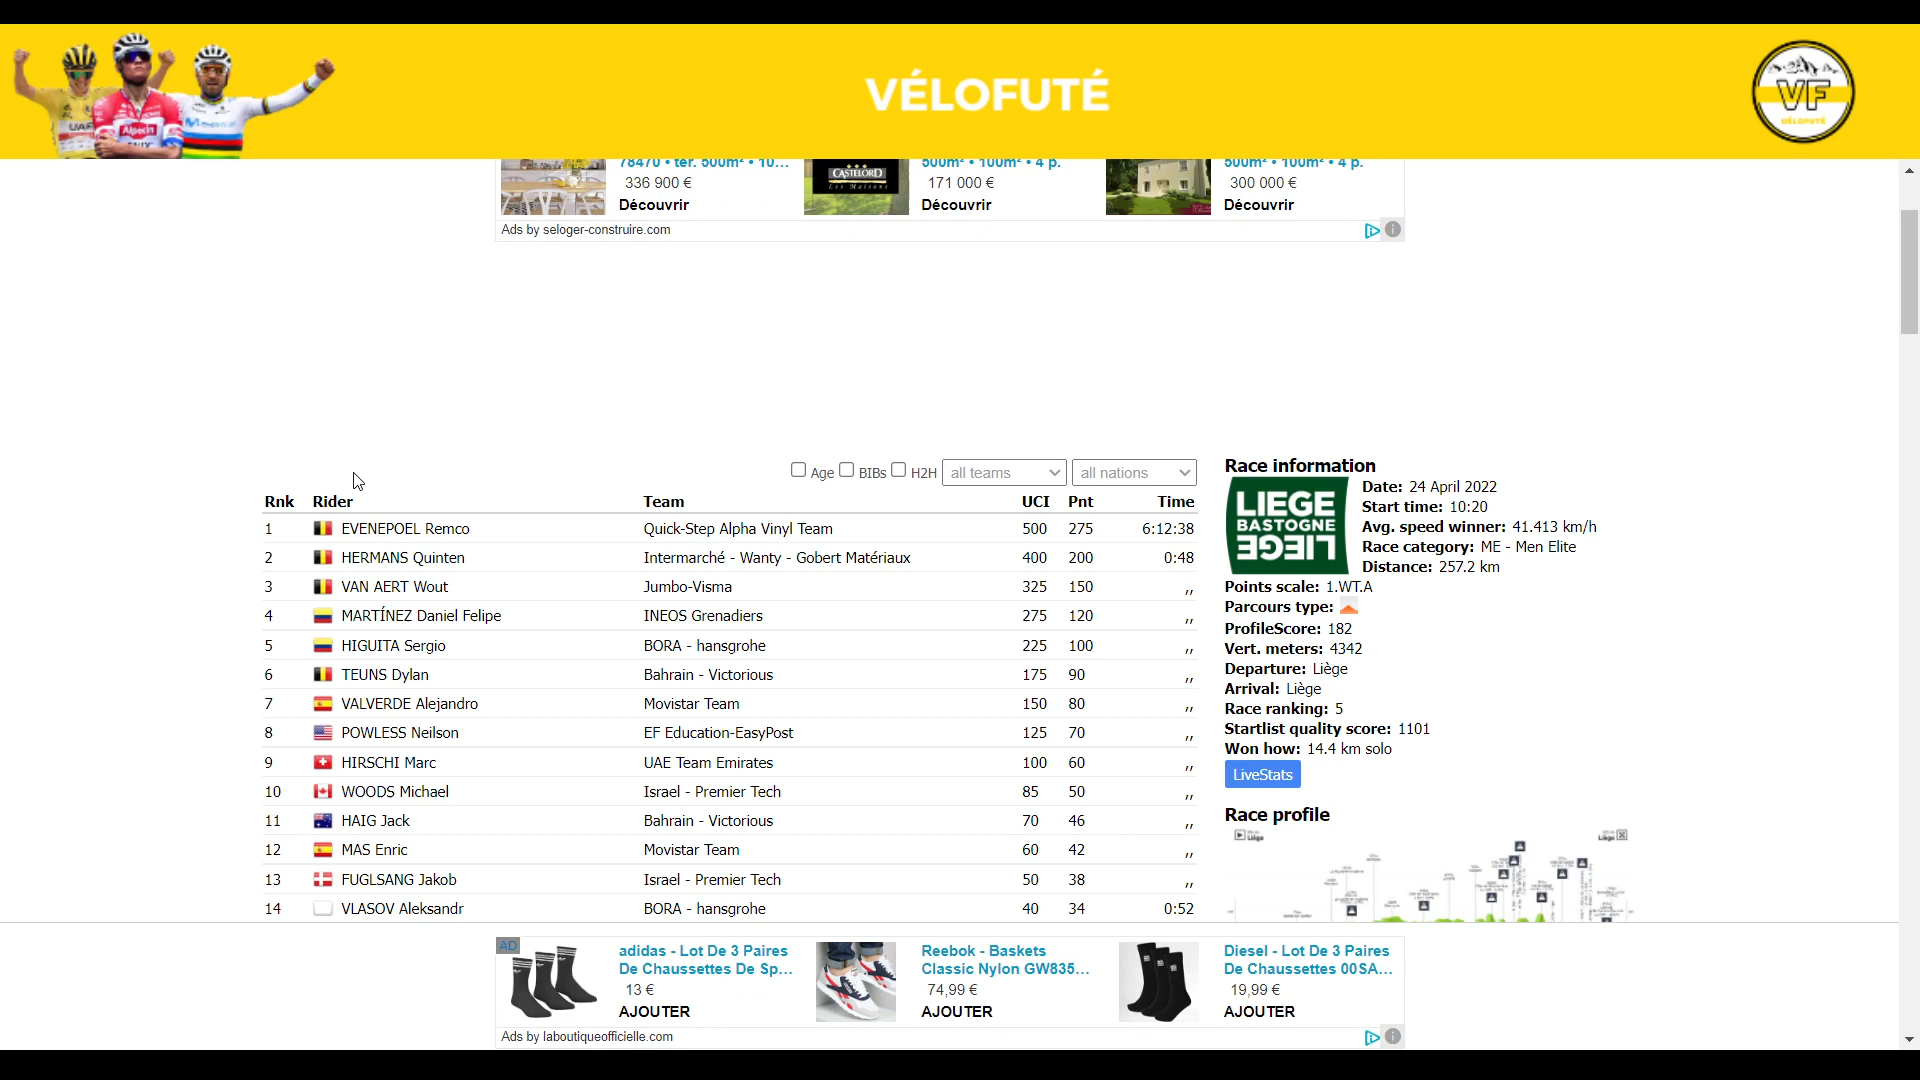 VÉLOFUTÉ
VF
VÉLOFUTÉ
UAE
Alpecin
78470 • ter. 500m² • 10...
336 900 €
Découvrir
CASTELORD
Les Maisons
500m² • 100m² • 4 p.
171 000 €
Découvrir
500m² • 100m² • 4 p.
300 000 €
Découvrir
Ads by seloger-construire.com
Age BIBs H2H all teams all nations
Rnk Rider Team UCI Pnt Time
1 EVENEPOEL Remco Quick-Step Alpha Vinyl Team 500 275 6:12:38
2 HERMANS Quinten Intermarché - Wanty - Gobert Matériaux 400 200 0:48
3 VAN AERT Wout Jumbo-Visma 325 150 ,,
4 MARTÍNEZ Daniel Felipe INEOS Grenadiers 275 120 ,,
5 HIGUITA Sergio BORA - hansgrohe 225 100 ,,
6 TEUNS Dylan Bahrain - Victorious 175 90 ,,
7 VALVERDE Alejandro Movistar Team 150 80 ,,
8 POWLESS Neilson EF Education-EasyPost 125 70 ,,
9 HIRSCHI Marc UAE Team Emirates 100 60 ,,
10 WOODS Michael Israel - Premier Tech 85 50 ,,
11 HAIG Jack Bahrain - Victorious 70 46 ,,
12 MAS Enric Movistar Team 60 42 ,,
13 FUGLSANG Jakob Israel - Premier Tech 50 38 ,,
14 VLASOV Aleksandr BORA - hansgrohe 40 34 0:52
Race information
LIEGE
BASTOGNE
LIEGE
Date: 24 April 2022
Start time: 10:20
Avg. speed winner: 41.413 km/h
Race category: ME - Men Elite
Distance: 257.2 km
Points scale: 1.WT.A
Parcours type:
ProfileScore: 182
Vert. meters: 4342
Departure: Liège
Arrival: Liège
Race ranking: 5
Startlist quality score: 1101
Won how: 14.4 km solo
LiveStats
Race profile
Liège
Liège
AD
adidas - Lot De 3 Paires
De Chaussettes De Sp...
13 €
AJOUTER
Reebok - Baskets
Classic Nylon GW835...
74,99 €
AJOUTER
Diesel - Lot De 3 Paires
De Chaussettes 00SA...
19,99 €
AJOUTER
Ads by laboutiqueofficielle.com